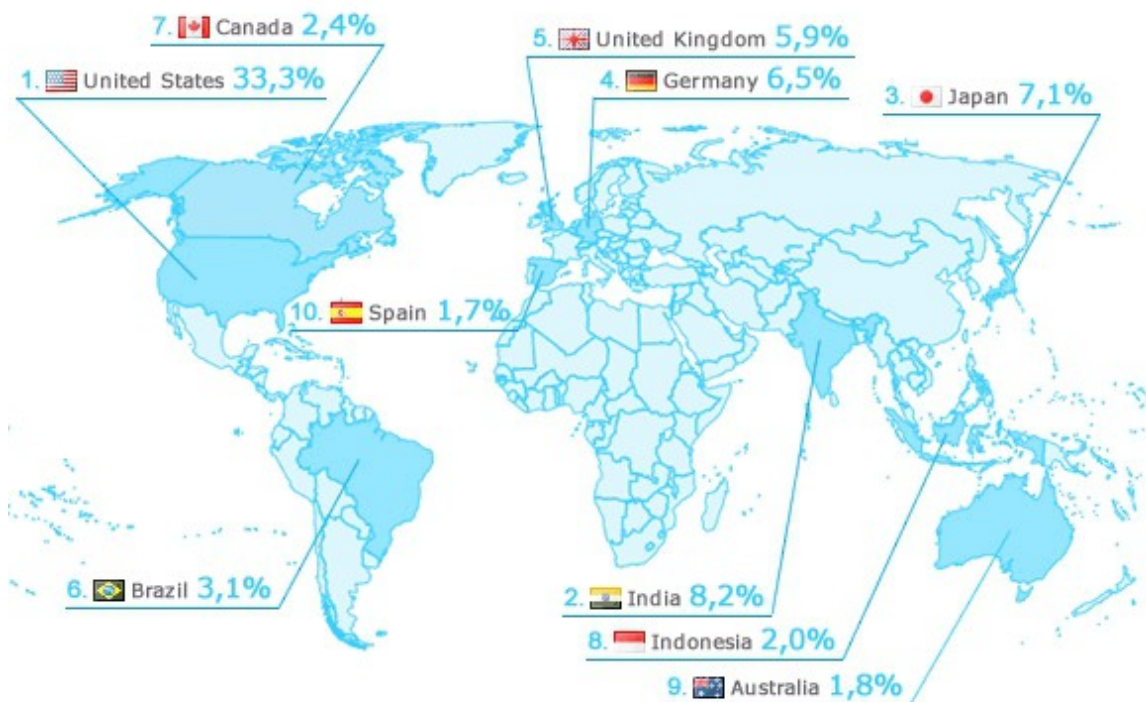 7. Canada 2,4%
1. United States 33,3%
5. United Kingdom 5,9%
4. Germany 6,5%
3. Japan 7,1%
10. Spain 1,7%
6. Brazil 3,1%
2. India 8,2%
8. Indonesia 2,0%
9. Australia 1,8%